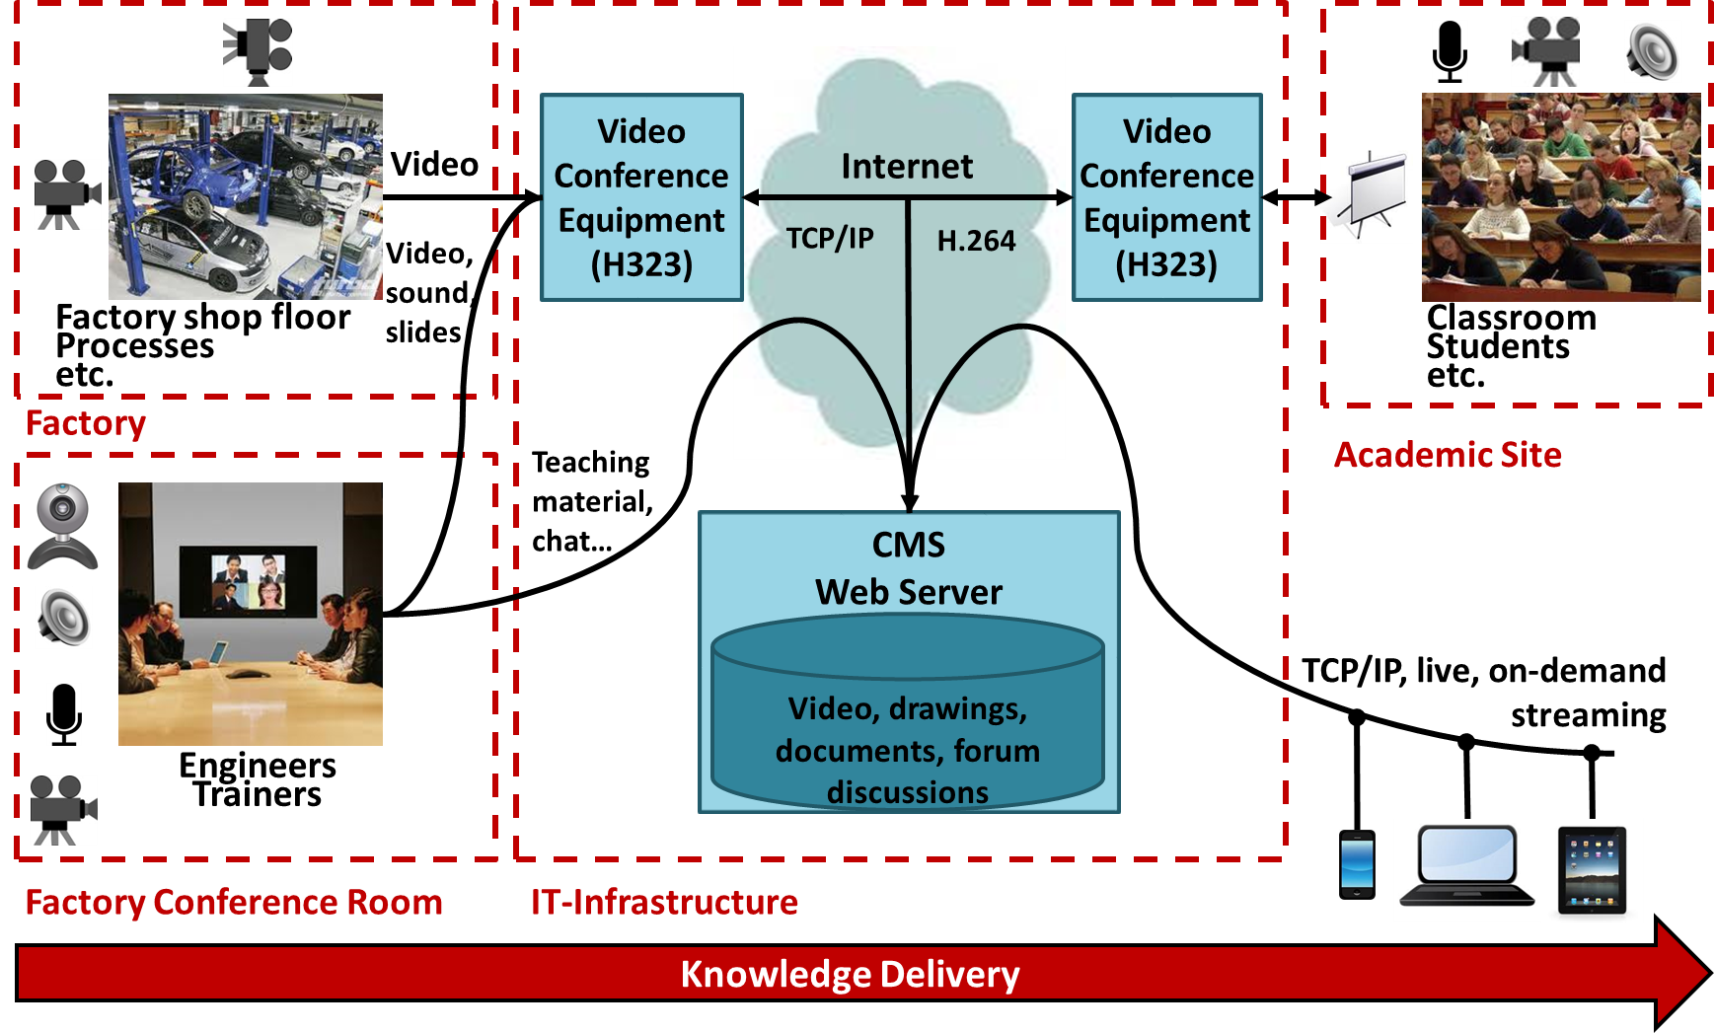 Video
Video,
sound,
slides
Factory shop floor
Processes
etc.
Factory
Engineers
Trainers
Factory Conference Room
Video
Conference
Equipment
(H323)
Internet
TCP/IP
H.264
Video
Conference
Equipment
(H323)
Teaching
material,
chat...
CMS
Web Server
Video, drawings,
documents, forum
discussions
IT-Infrastructure
Classroom
Students
etc.
Academic Site
TCP/IP, live, on-demand
streaming
Knowledge Delivery